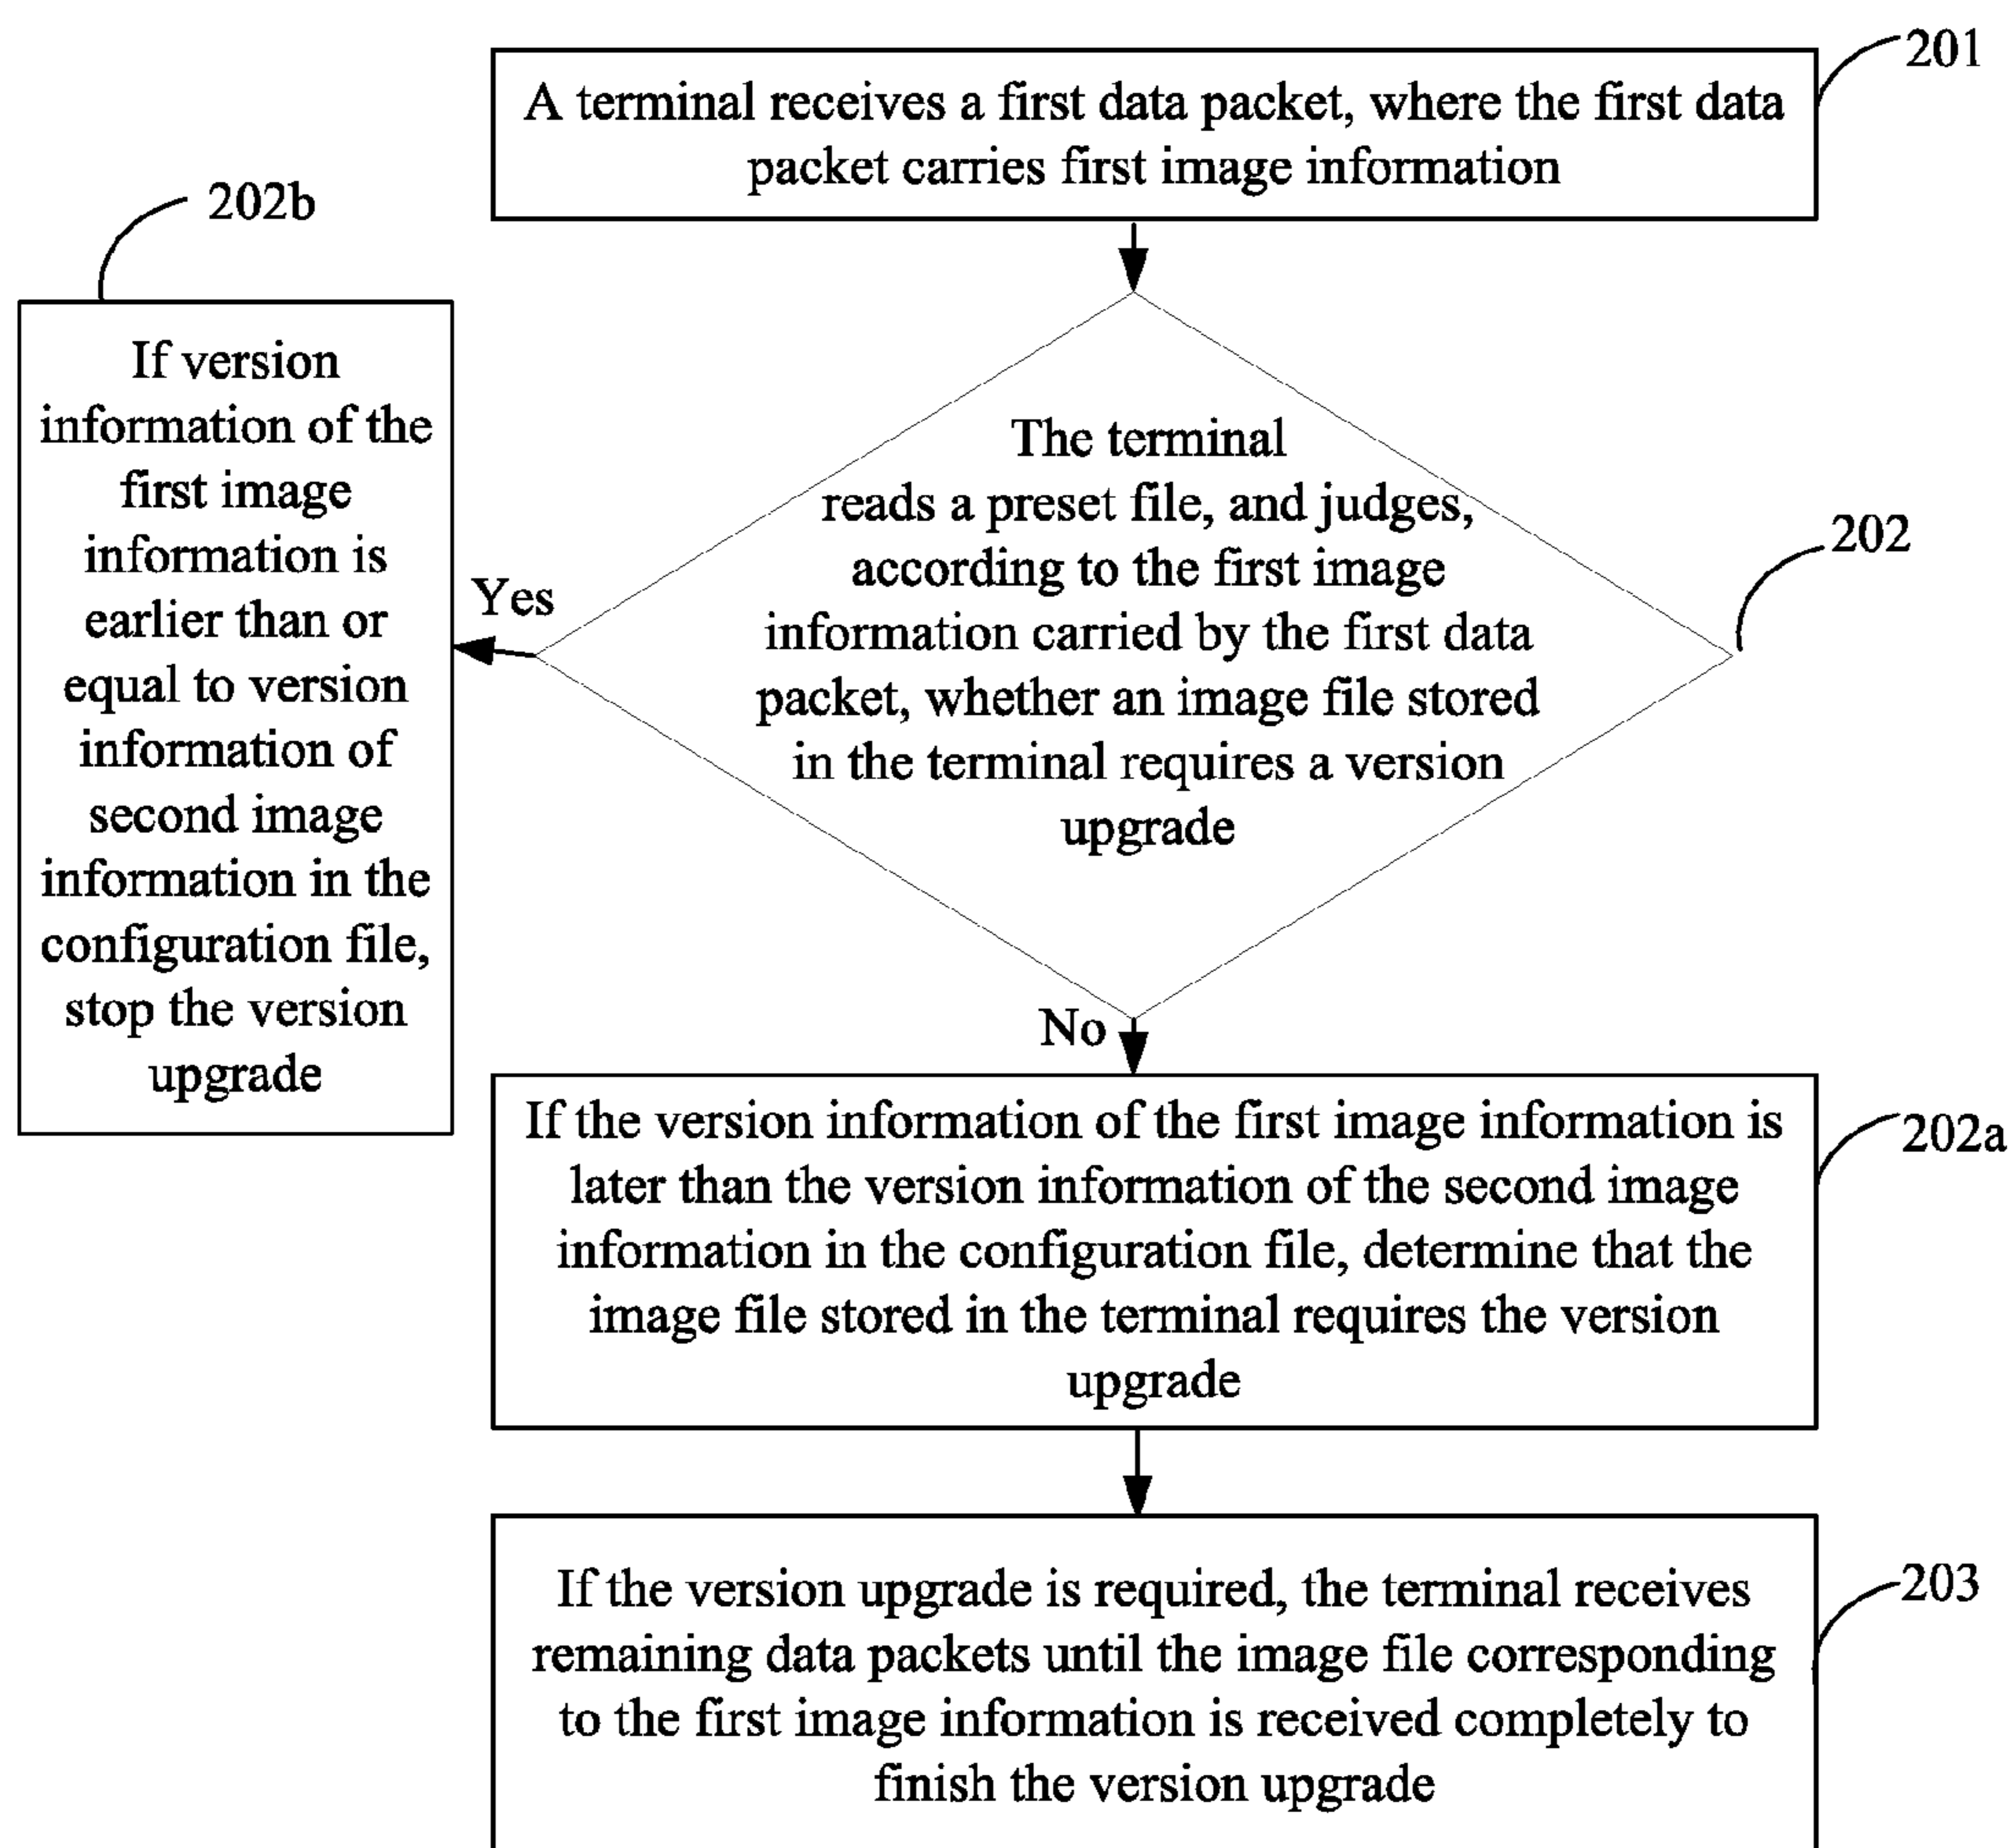 201
A terminal receives a first data packet, where the first data
packet carries first image information
202b
If version
information of the
first image
information is
earlier than or
equal to version
information of
second image
information in the
configuration file,
stop the version
upgrade
Yes
The terminal
reads a preset file, and judges,
according to the first image
information carried by the first data
packet, whether an image file stored
in the terminal requires a version
upgrade
202
No
If the version information of the first image information is
later than the version information of the second image
information in the configuration file, determine that the
image file stored in the terminal requires the version
upgrade
202a
If the version upgrade is required, the terminal receives
remaining data packets until the image file corresponding
to the first image information is received completely to
finish the version upgrade
203